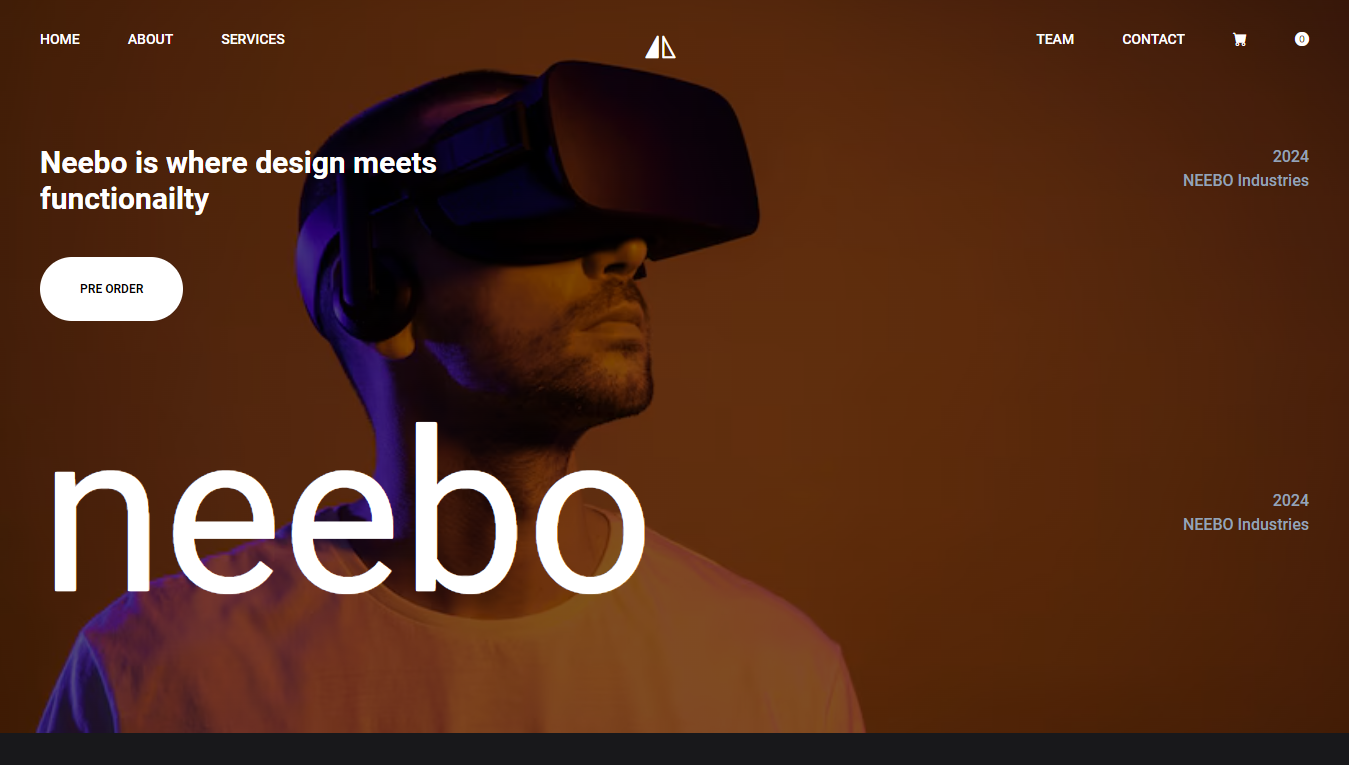 HOME ABOUT SERVICES TEAM CONTACT 0
Neebo is where design meets
functionailty
2024
NEEBO Industries
PRE ORDER
neebo
2024
NEEBO Industries